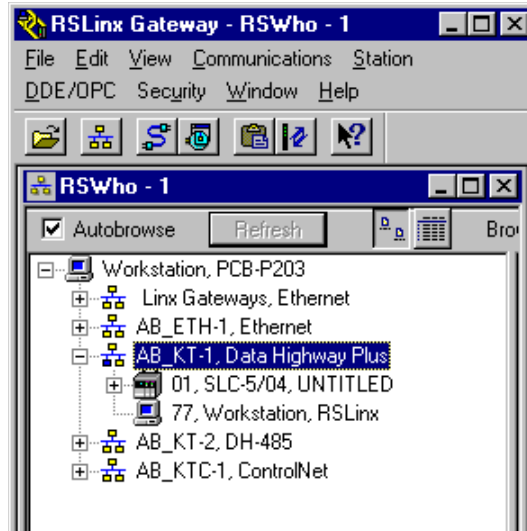 RSLinx Gateway - RSWho - 1
File Edit View Communications Station
DDE/OPC Security Window Help
RSWho - 1
Autobrowse Refresh Bro
Workstation, PCB-P203
Linx Gateways, Ethernet
AB_ETH-1, Ethernet
AB_KT-1, Data Highway Plus
01, SLC-5/04, UNTITLED
77, Workstation, RSLinx
AB_KT-2, DH-485
AB_KTC-1, ControlNet